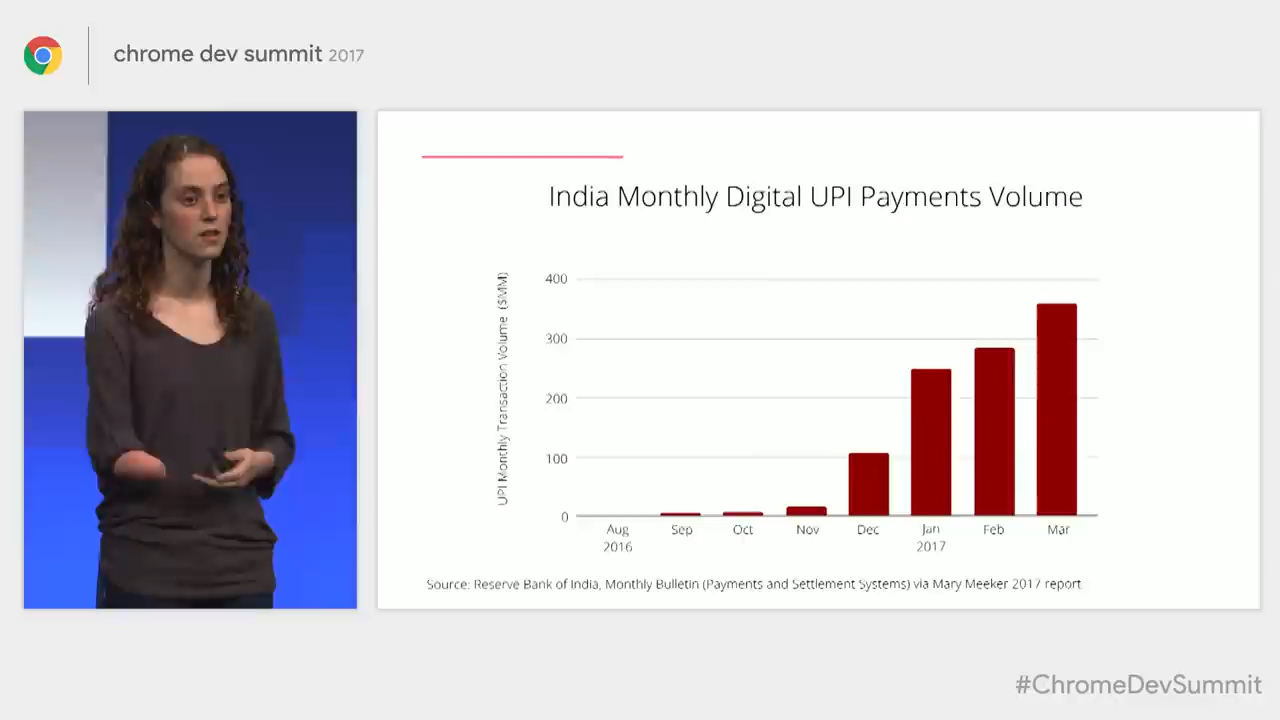 chrome dev summit 2017
India Monthly Digital UPI Payments Volume
UPI Monthly Transaction Volume ($MM)
400
300
200
100
0
Aug Sep Oct Nov Dec Jan Feb Mar
2016 2017
Source: Reserve Bank of India, Monthly Bulletin (Payments and Settlement Systems) via Mary Meeker 2017 report
#ChromeDevSummit